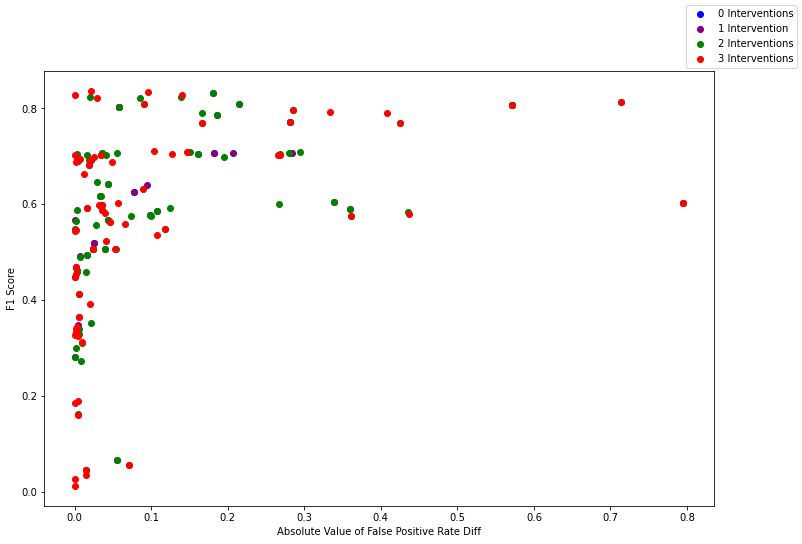 0 Interventions
1 Intervention
2 Interventions
3 Interventions
0.8
0.6
0.4
0.2
0.0
F1 Score
0.0 0.1 0.2 0.3 0.4 0.5 0.6 0.7 0.8
Absolute Value of False Positive Rate Diff